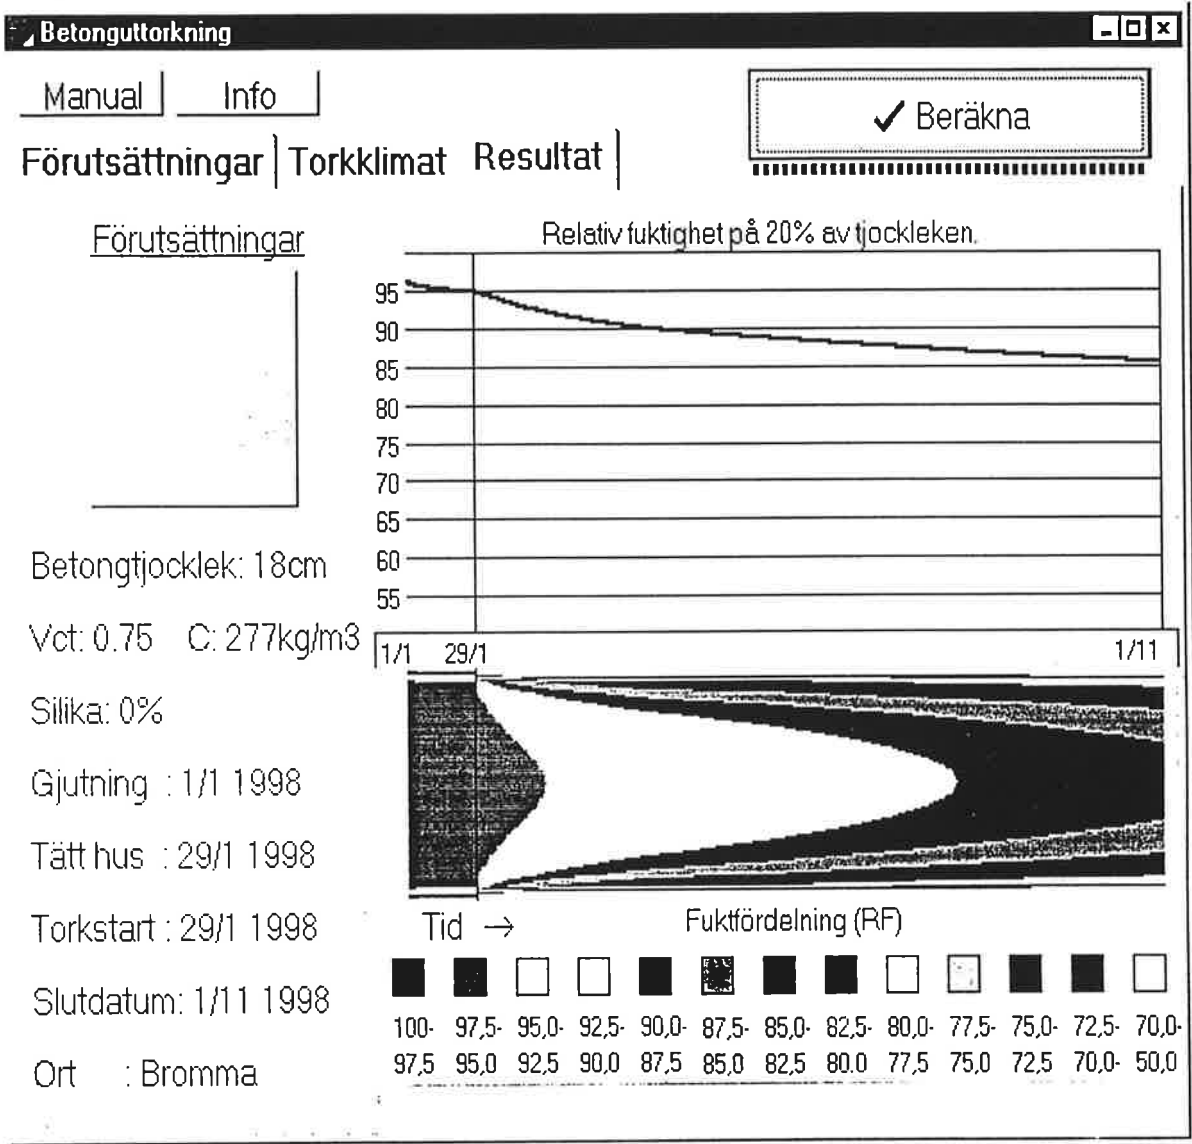 Betonguttorkning
Manual Info
✓ Beräkna
Förutsättningar Torkklimat Resultat
Förutsättningar
Relativ fuktighet på 20% av tjockleken.
95
90
85
80
75
70
65
60
55
1/1 29/1 1/11
Betongtjocklek: 18cm
Vct: 0.75 C: 277kg/m3
Silika: 0%
Gjutning : 1/1 1998
Tätt hus : 29/1 1998
Torkstart : 29/1 1998
Slutdatum: 1/11 1998
Ort : Bromma
Tid → Fuktfördelning (RF)
100- 97,5- 95,0- 92,5- 90,0- 87,5- 85,0- 82,5- 80,0- 77,5- 75,0- 72,5- 70,0-
97,5 95,0 92,5 90,0 87,5 85,0 82,5 80.0 77,5 75,0 72,5 70,0- 50,0